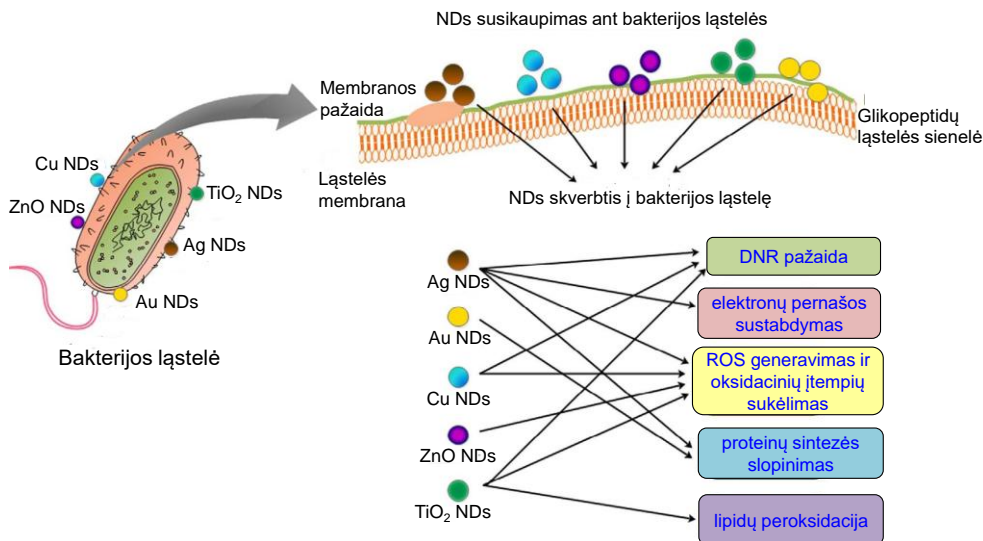 NDs susikaupimas ant bakterijos ląstelės
Membranos
pažaida
Glikopeptidų
ląstelės sienelė
Ląstelės
membrana
NDs skverbtis į bakterijos ląstelę
Cu NDs
ZnO NDs
TiO₂ NDs
Ag NDs
Au NDs
Bakterijos ląstelė
Ag NDs
Au NDs
Cu NDs
ZnO NDs
TiO₂ NDs
DNR pažaida
elektronų pernašos
sustabdymas
ROS generavimas ir
oksidacinių įtempių
sukėlimas
proteinų sintezės
slopinimas
lipidų peroksidacija